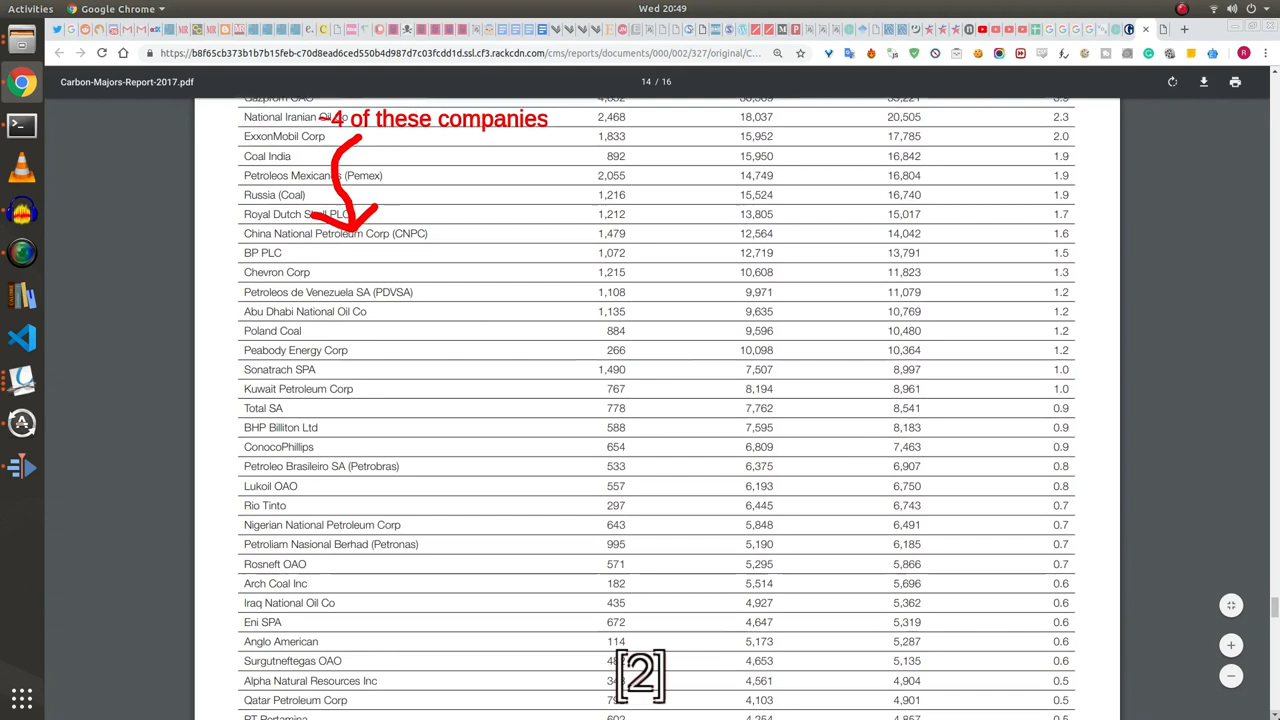 Activities Google Chrome Wed 20:49
https://b8f65cb373b1b7b15feb-c70d8ead6ced550b4d987d7c03fcdd1d.ssl.cf3.rackcdn.com/cms/reports/documents/000/002/327/original/C...
Carbon-Majors-Report-2017.pdf 14 / 16
~4 of these companies
National Iranian Oil Co 2,468 18,037 20,505 2.3
ExxonMobil Corp 1,833 15,952 17,785 2.0
Coal India 892 15,950 16,842 1.9
Petroleos Mexicanos (Pemex) 2,055 14,749 16,804 1.9
Russia (Coal) 1,216 15,524 16,740 1.9
Royal Dutch Shell PLC 1,212 13,805 15,017 1.7
China National Petroleum Corp (CNPC) 1,479 12,564 14,042 1.6
BP PLC 1,072 12,719 13,791 1.5
Chevron Corp 1,215 10,608 11,823 1.3
Petroleos de Venezuela SA (PDVSA) 1,108 9,971 11,079 1.2
Abu Dhabi National Oil Co 1,135 9,635 10,769 1.2
Poland Coal 884 9,596 10,480 1.2
Peabody Energy Corp 266 10,098 10,364 1.2
Sonatrach SPA 1,490 7,507 8,997 1.0
Kuwait Petroleum Corp 767 8,194 8,961 1.0
Total SA 778 7,762 8,541 0.9
BHP Billiton Ltd 588 7,595 8,183 0.9
ConocoPhillips 654 6,809 7,463 0.9
Petroleo Brasileiro SA (Petrobras) 533 6,375 6,907 0.8
Lukoil OAO 557 6,193 6,750 0.8
Rio Tinto 297 6,445 6,743 0.7
Nigerian National Petroleum Corp 643 5,848 6,491 0.7
Petroliam Nasional Berhad (Petronas) 995 5,190 6,185 0.7
Rosneft OAO 571 5,295 5,866 0.7
Arch Coal Inc 182 5,514 5,696 0.6
Iraq National Oil Co 435 4,927 5,362 0.6
Eni SPA 672 4,647 5,319 0.6
Anglo American 114 5,173 5,287 0.6
Surgutneftegas OAO 4,653 5,135 0.6
Alpha Natural Resources Inc 4,561 4,904 0.5
Qatar Petroleum Corp 4,103 4,901 0.5
[2]